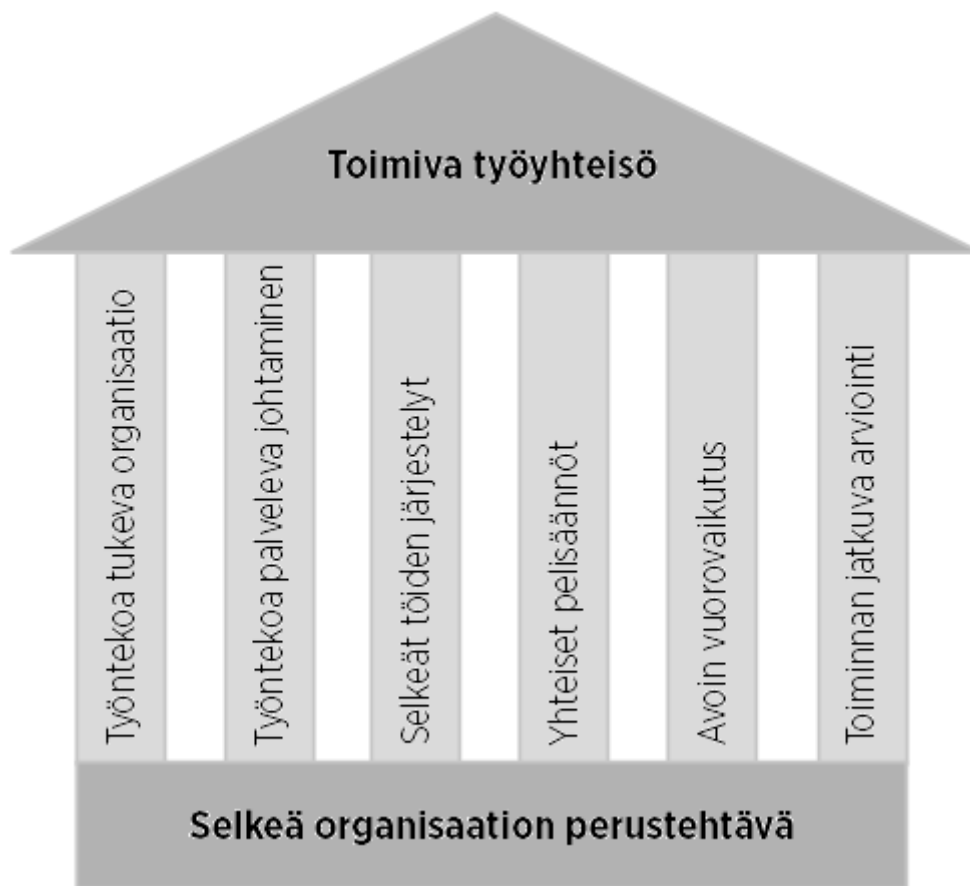 Toimiva työyhteisö
Työntekoa tukeva organisaatio
Työntekoa palveleva johtaminen
Selkeät töiden järjestelyt
Yhteiset pelisäännöt
Avoin vuorovaikutus
Toiminnan jatkuva arviointi
Selkeä organisaation perustehtävä